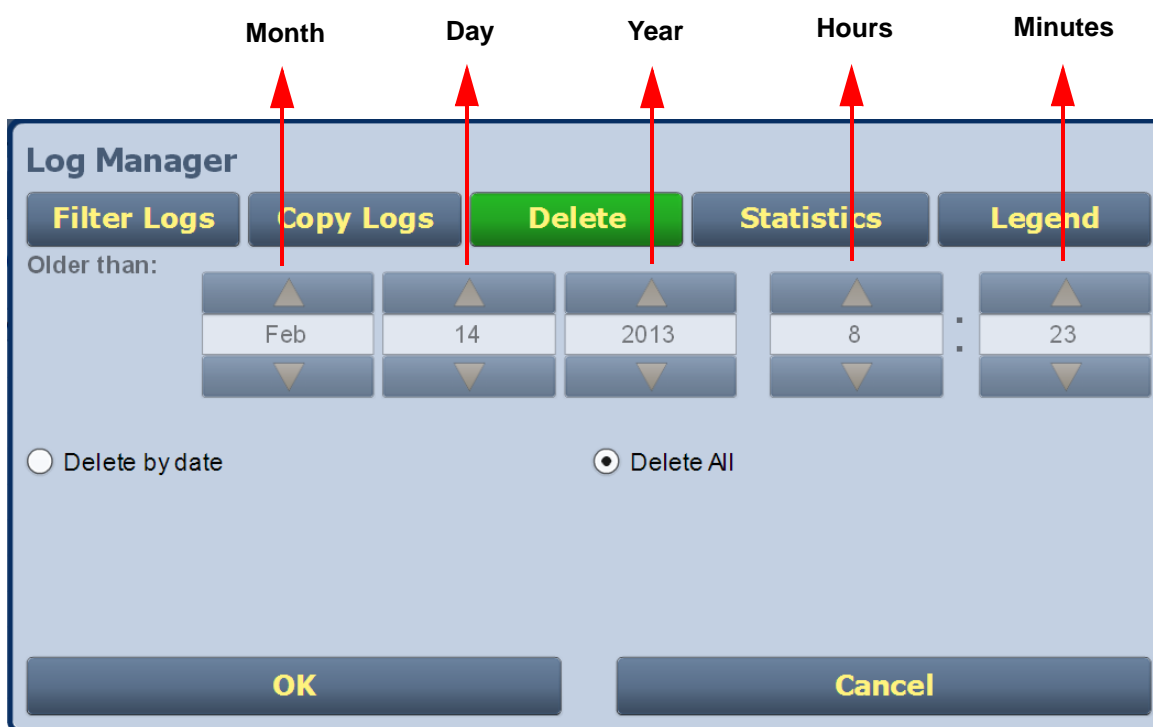 Month Day Year Hours Minutes
Log Manager
Filter Logs Copy Logs Delete Statistics Legend
Older than:
Feb 14 2013 8 : 23
Delete by date Delete All
OK Cancel